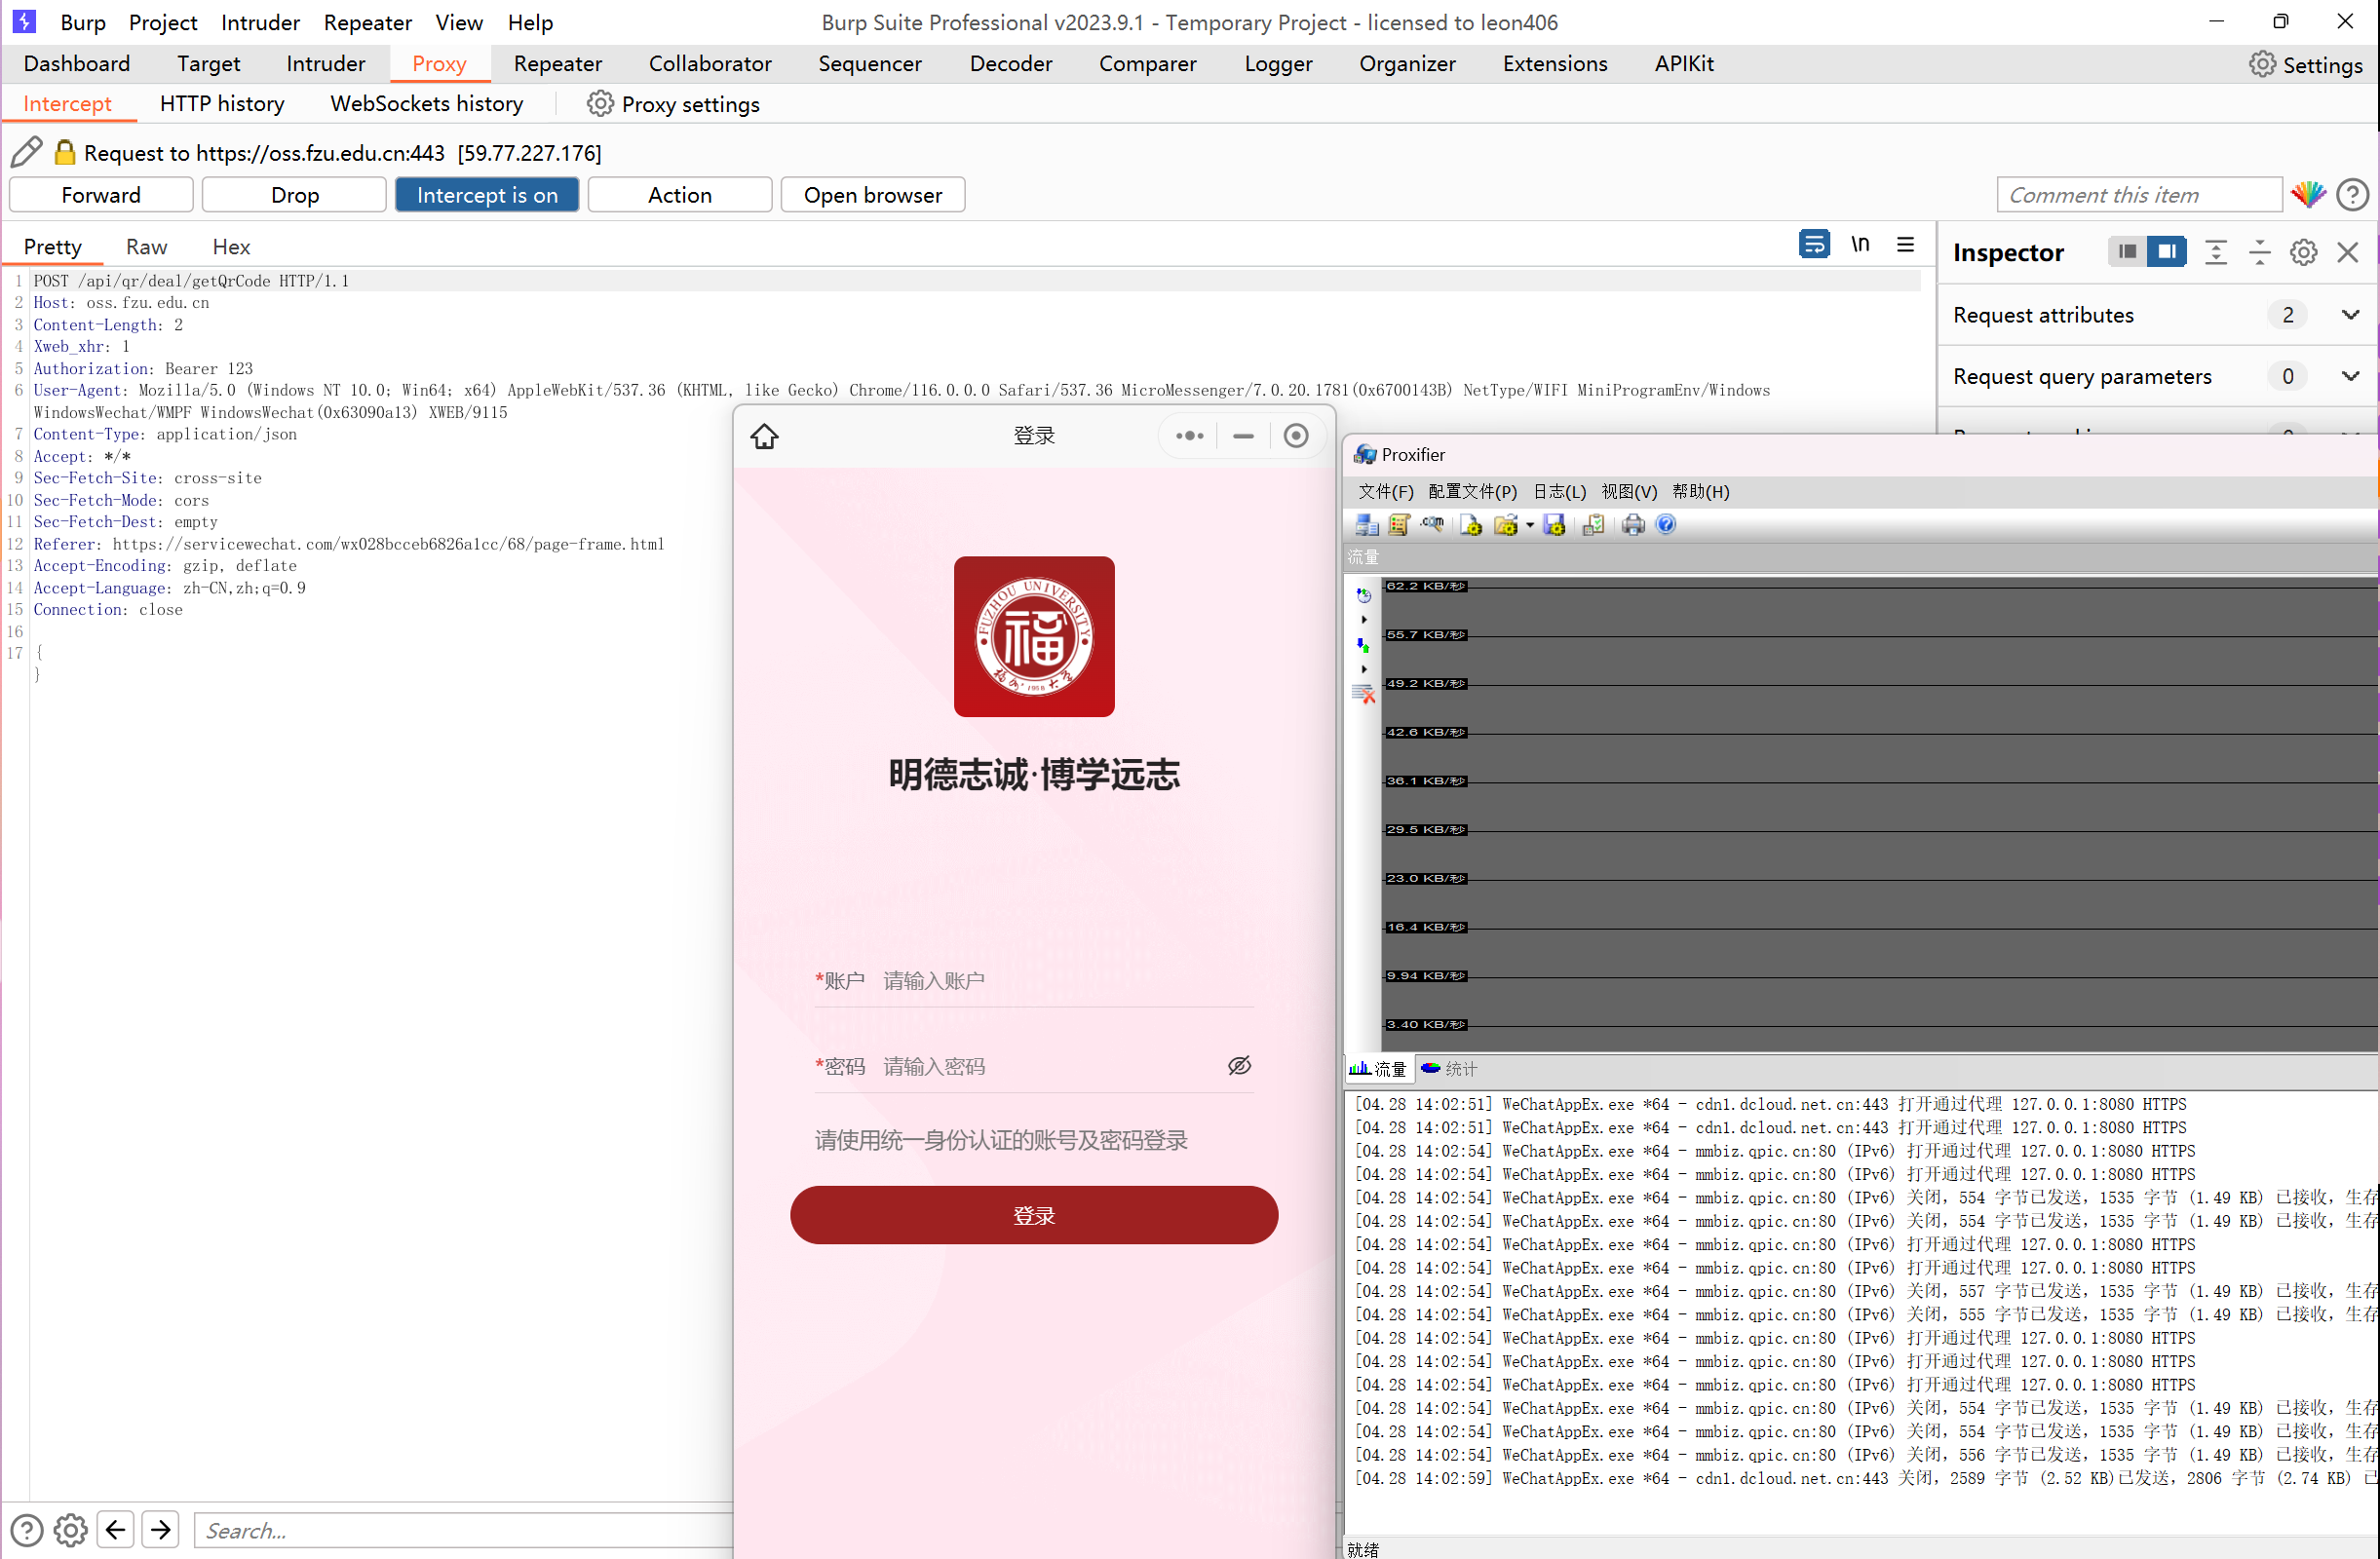 Burp Project Intruder Repeater View Help
Burp Suite Professional v2023.9.1 - Temporary Project - licensed to leon406
Dashboard Target Intruder Proxy Repeater Collaborator Sequencer Decoder Comparer Logger Organizer Extensions APIKit Settings
Intercept HTTP history WebSockets history Proxy settings
Request to https://oss.fzu.edu.cn:443 [59.77.227.176]
Forward Drop Intercept is on Action Open browser Comment this item
Pretty Raw Hex \n
1 POST /api/qr/deal/getQrCode HTTP/1.1
2 Host: oss.fzu.edu.cn
3 Content-Length: 2
4 Xweb_xhr: 1
5 Authorization: Bearer 123
6 User-Agent: Mozilla/5.0 (Windows NT 10.0; Win64; x64) AppleWebKit/537.36 (KHTML, like Gecko) Chrome/116.0.0.0 Safari/537.36 MicroMessenger/7.0.20.1781(0x6700143B) NetType/WIFI MiniProgramEnv/Windows
WindowsWechat/WMPF WindowsWechat(0x63090a13) XWEB/9115
7 Content-Type: application/json
8 Accept: */*
9 Sec-Fetch-Site: cross-site
10 Sec-Fetch-Mode: cors
11 Sec-Fetch-Dest: empty
12 Referer: https://servicewechat.com/wx028bcceb6826a1cc/68/page-frame.html
13 Accept-Encoding: gzip, deflate
14 Accept-Language: zh-CN,zh;q=0.9
15 Connection: close
16
17 {
}
Search...
Inspector
Request attributes 2
Request query parameters 0
登录
FUZHOU UNIVERSITY
福
福州大学
1958
明德志诚·博学远志
*账户 请输入账户
*密码 请输入密码
请使用统一身份认证的账号及密码登录
登录
Proxifier
文件(F) 配置文件(P) 日志(L) 视图(V) 帮助(H)
流量
62.2 KB/秒
55.7 KB/秒
49.2 KB/秒
42.6 KB/秒
36.1 KB/秒
29.5 KB/秒
23.0 KB/秒
16.4 KB/秒
9.94 KB/秒
3.40 KB/秒
流量 统计
[04.28 14:02:51] WeChatAppEx.exe *64 - cdn1.dcloud.net.cn:443 打开通过代理 127.0.0.1:8080 HTTPS
[04.28 14:02:51] WeChatAppEx.exe *64 - cdn1.dcloud.net.cn:443 打开通过代理 127.0.0.1:8080 HTTPS
[04.28 14:02:54] WeChatAppEx.exe *64 - mmbiz.qpic.cn:80 (IPv6) 打开通过代理 127.0.0.1:8080 HTTPS
[04.28 14:02:54] WeChatAppEx.exe *64 - mmbiz.qpic.cn:80 (IPv6) 打开通过代理 127.0.0.1:8080 HTTPS
[04.28 14:02:54] WeChatAppEx.exe *64 - mmbiz.qpic.cn:80 (IPv6) 关闭, 554 字节已发送, 1535 字节 (1.49 KB) 已接收, 生存
[04.28 14:02:54] WeChatAppEx.exe *64 - mmbiz.qpic.cn:80 (IPv6) 关闭, 554 字节已发送, 1535 字节 (1.49 KB) 已接收, 生存
[04.28 14:02:54] WeChatAppEx.exe *64 - mmbiz.qpic.cn:80 (IPv6) 打开通过代理 127.0.0.1:8080 HTTPS
[04.28 14:02:54] WeChatAppEx.exe *64 - mmbiz.qpic.cn:80 (IPv6) 打开通过代理 127.0.0.1:8080 HTTPS
[04.28 14:02:54] WeChatAppEx.exe *64 - mmbiz.qpic.cn:80 (IPv6) 关闭, 557 字节已发送, 1535 字节 (1.49 KB) 已接收, 生存
[04.28 14:02:54] WeChatAppEx.exe *64 - mmbiz.qpic.cn:80 (IPv6) 关闭, 555 字节已发送, 1535 字节 (1.49 KB) 已接收, 生存
[04.28 14:02:54] WeChatAppEx.exe *64 - mmbiz.qpic.cn:80 (IPv6) 打开通过代理 127.0.0.1:8080 HTTPS
[04.28 14:02:54] WeChatAppEx.exe *64 - mmbiz.qpic.cn:80 (IPv6) 打开通过代理 127.0.0.1:8080 HTTPS
[04.28 14:02:54] WeChatAppEx.exe *64 - mmbiz.qpic.cn:80 (IPv6) 打开通过代理 127.0.0.1:8080 HTTPS
[04.28 14:02:54] WeChatAppEx.exe *64 - mmbiz.qpic.cn:80 (IPv6) 关闭, 554 字节已发送, 1535 字节 (1.49 KB) 已接收, 生存
[04.28 14:02:54] WeChatAppEx.exe *64 - mmbiz.qpic.cn:80 (IPv6) 关闭, 554 字节已发送, 1535 字节 (1.49 KB) 已接收, 生存
[04.28 14:02:54] WeChatAppEx.exe *64 - mmbiz.qpic.cn:80 (IPv6) 关闭, 556 字节已发送, 1535 字节 (1.49 KB) 已接收, 生存
[04.28 14:02:59] WeChatAppEx.exe *64 - cdn1.dcloud.net.cn:443 关闭, 2589 字节 (2.52 KB)已发送, 2806 字节 (2.74 KB) 已
就绪